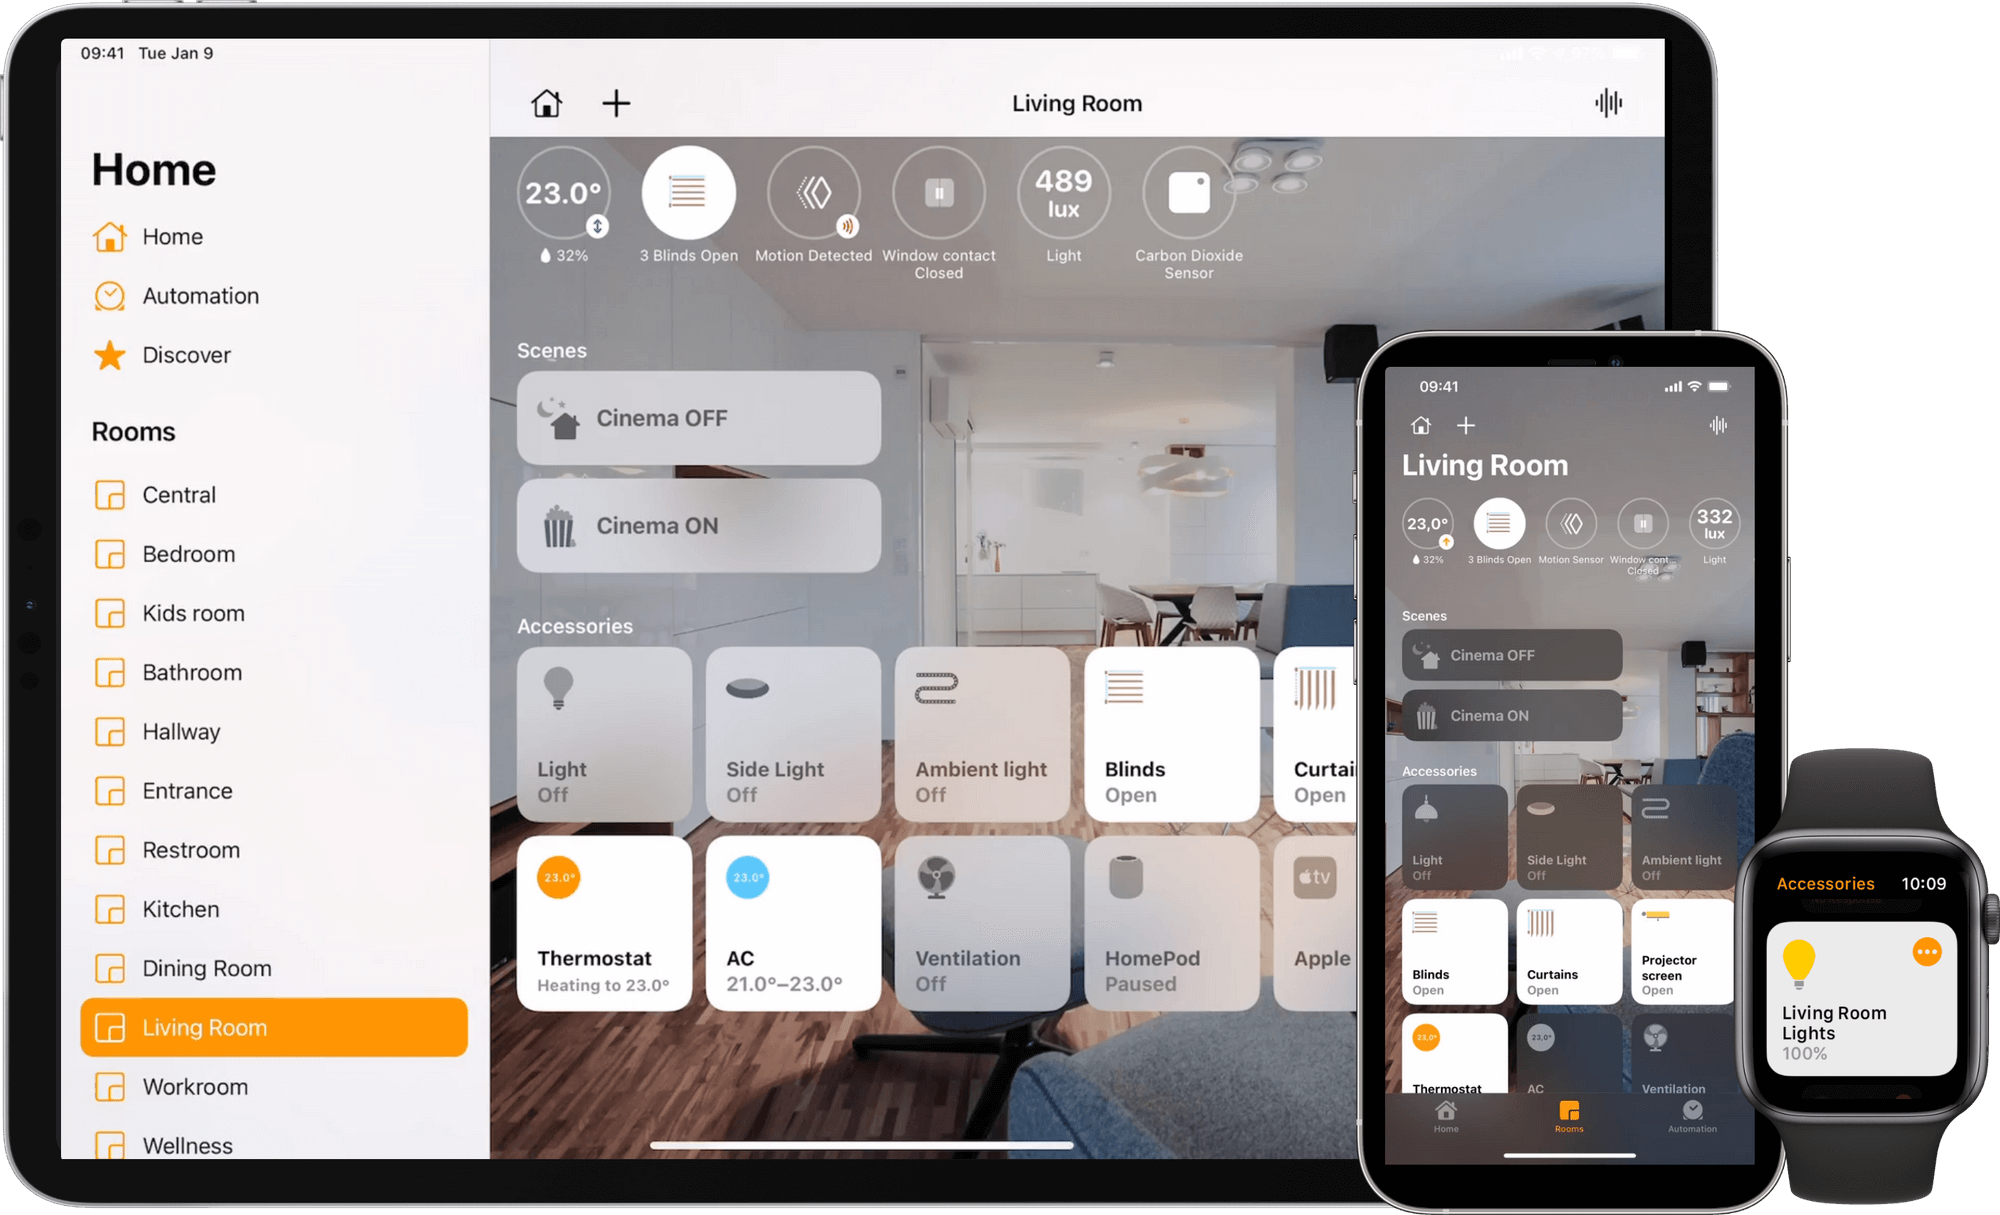 09:41 Tue Jan 9
Home
Home
Automation
Discover
Rooms
Central
Bedroom
Kids room
Bathroom
Hallway
Entrance
Restroom
Kitchen
Dining Room
Living Room
Workroom
Wellness
Living Room
23.0°
32%
3 Blinds Open
Motion Detected
Window contact
Closed
489
lux
Light
Carbon Dioxide
Sensor
Scenes
Cinema OFF
Cinema ON
Accessories
Light
Off
Side Light
Off
Ambient light
Off
Blinds
Open
Curtai
Open
23.0°
Thermostat
Heating to 23.0°
23.0°
AC
21.0°–23.0°
Ventilation
Off
HomePod
Paused
tv
Apple
09:41
Living Room
23,0°
32%
3 Blinds Open
Motion Sensor
Window cont...
Closed
332
lux
Light
Scenes
Cinema OFF
Cinema ON
Accessories
Light
Off
Side Light
Off
Ambient light
Off
Blinds
Open
Curtains
Open
Projector
screen
Open
23,0°
Thermostat
23,0°
AC
Ventilation
Home
Rooms
Automation
Accessories 10:09
Living Room
Lights
100%